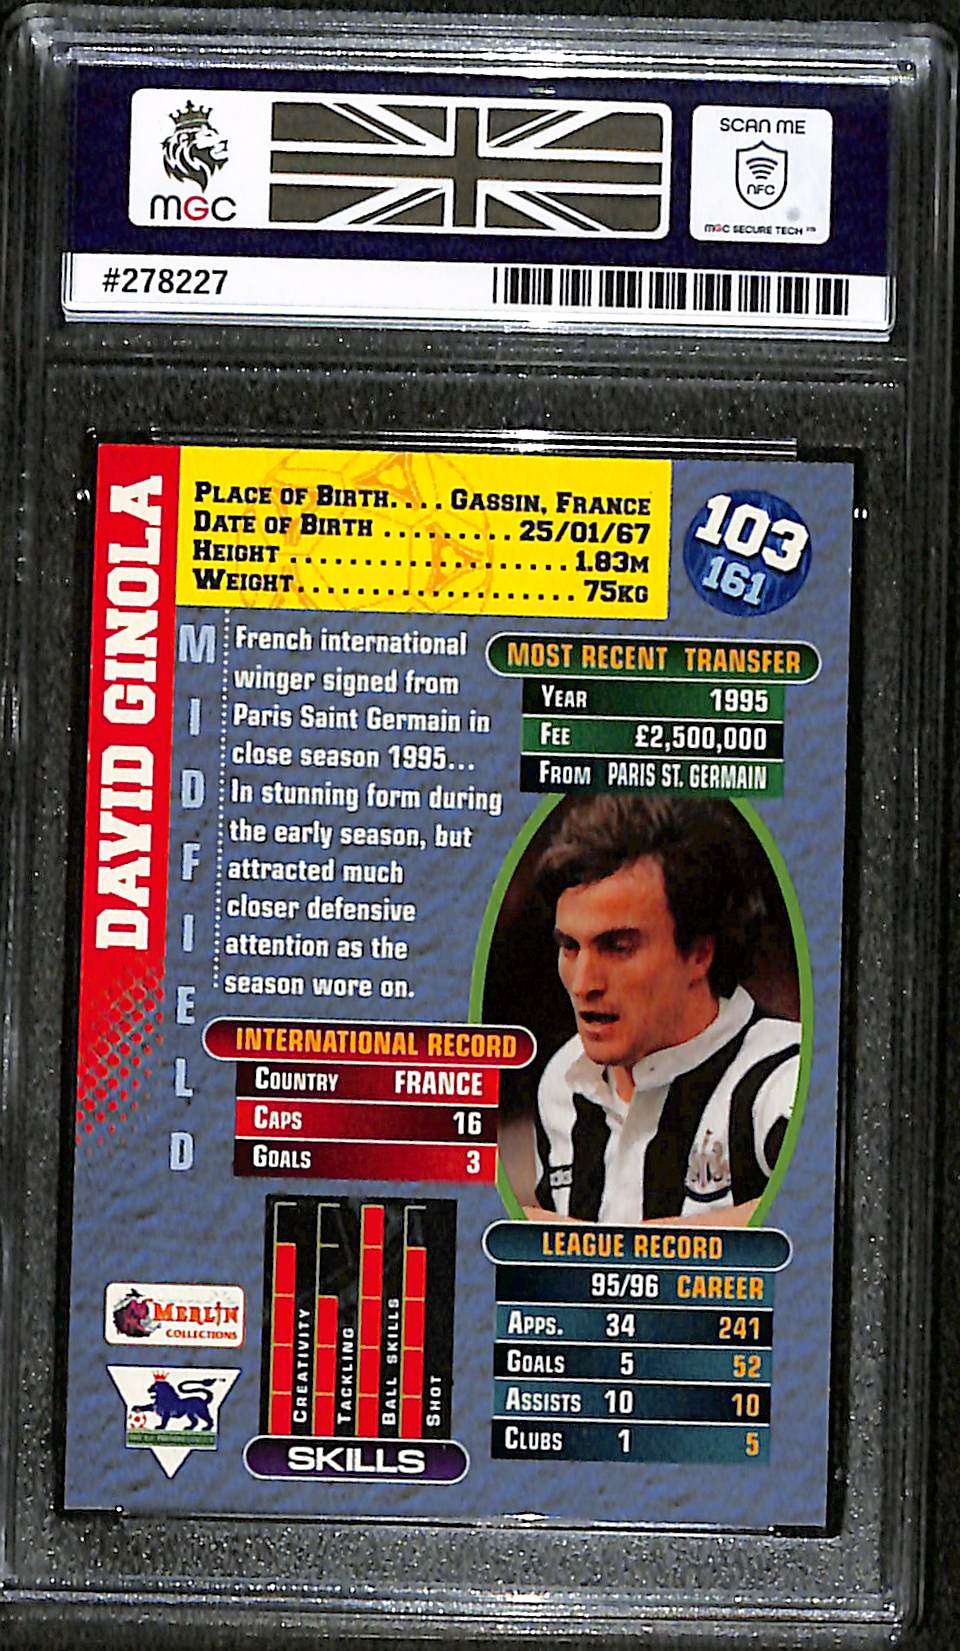 MGC
SCAN ME
NFC
MGC SECURE TECH
#278227
DAVID GINOLA
PLACE OF BIRTH.... GASSIN, FRANCE
DATE OF BIRTH ......... 25/01/67
HEIGHT ................... 1.83M
WEIGHT................... 75KG
103
161
MIDFIELD
French international
winger signed from
Paris Saint Germain in
close season 1995...
In stunning form during
the early season, but
attracted much
closer defensive
attention as the
season wore on.
MOST RECENT TRANSFER
YEAR 1995
FEE £2,500,000
FROM PARIS ST. GERMAIN
INTERNATIONAL RECORD
COUNTRY FRANCE
CAPS 16
GOALS 3
adidas
CREATIVITY
TACKLING
BALL SKILLS
SHOT
SKILLS
MERLIN
COLLECTIONS
LEAGUE RECORD
95/96 CAREER
APPS. 34 241
GOALS 5 52
ASSISTS 10 10
CLUBS 1 5